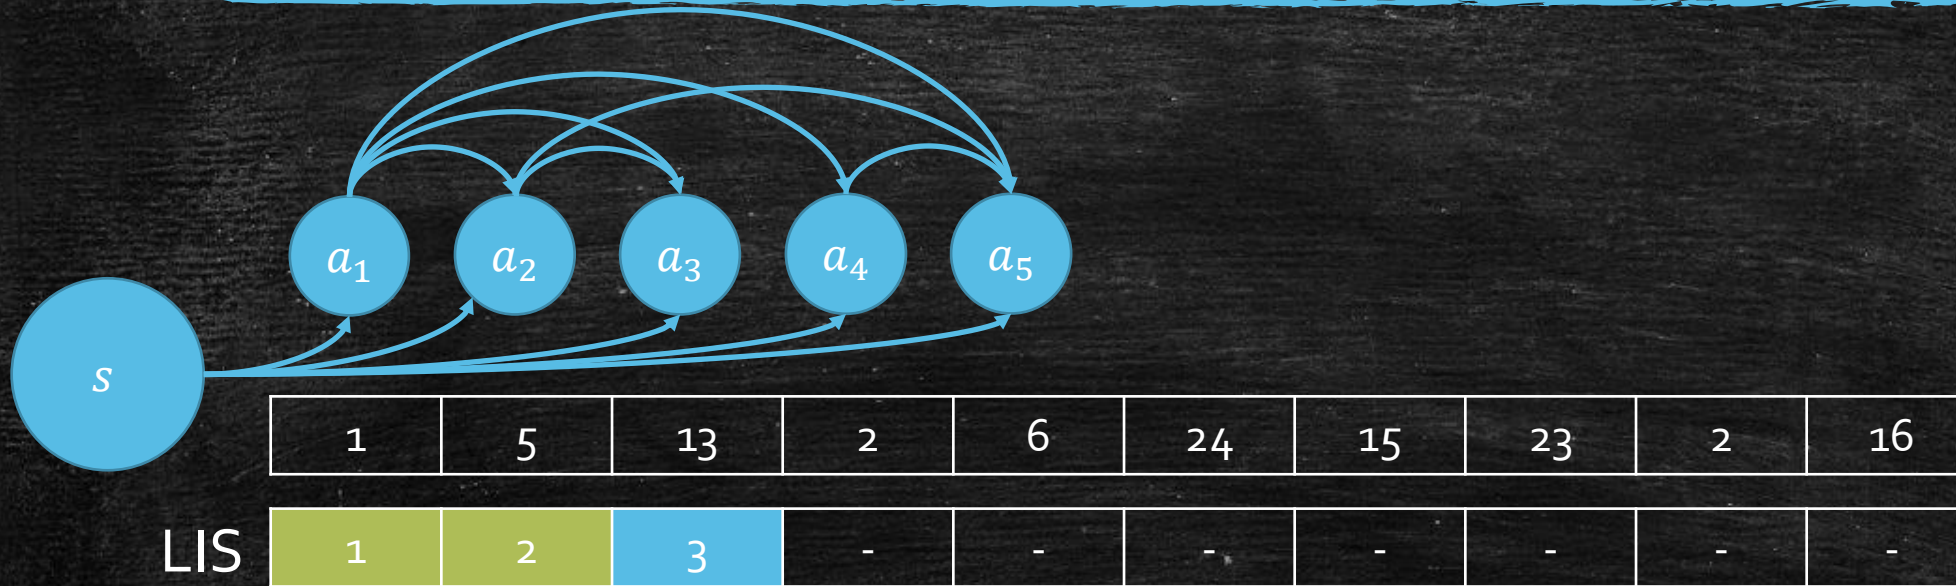 a₁ a₂ a₃ a₄ a₅
s
1 5 13 2 6 24 15 23 2 16
LIS 1 2 3 - - - - - - -